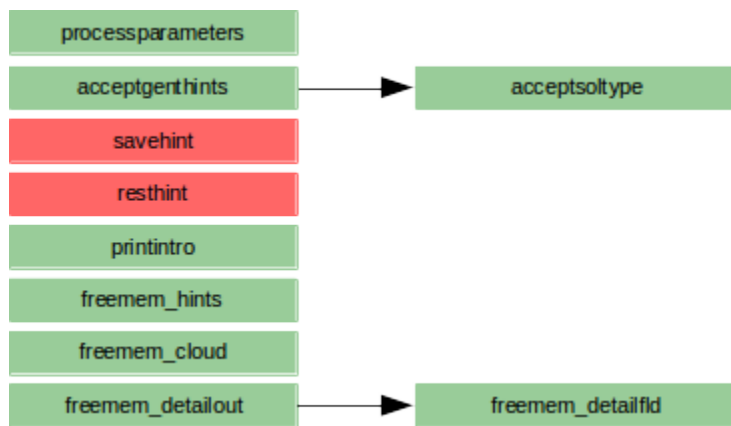 processparameters
acceptgenthints
acceptsoltype
savehint
resthint
printintro
freemem_hints
freemem_cloud
freemem_detailout
freemem_detailfld